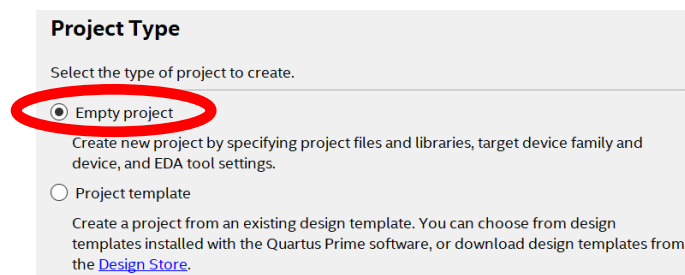 Project Type
Select the type of project to create.
Empty project
Create new project by specifying project files and libraries, target device family and
device, and EDA tool settings.
Project template
Create a project from an existing design template. You can choose from design
templates installed with the Quartus Prime software, or download design templates from
the Design Store.